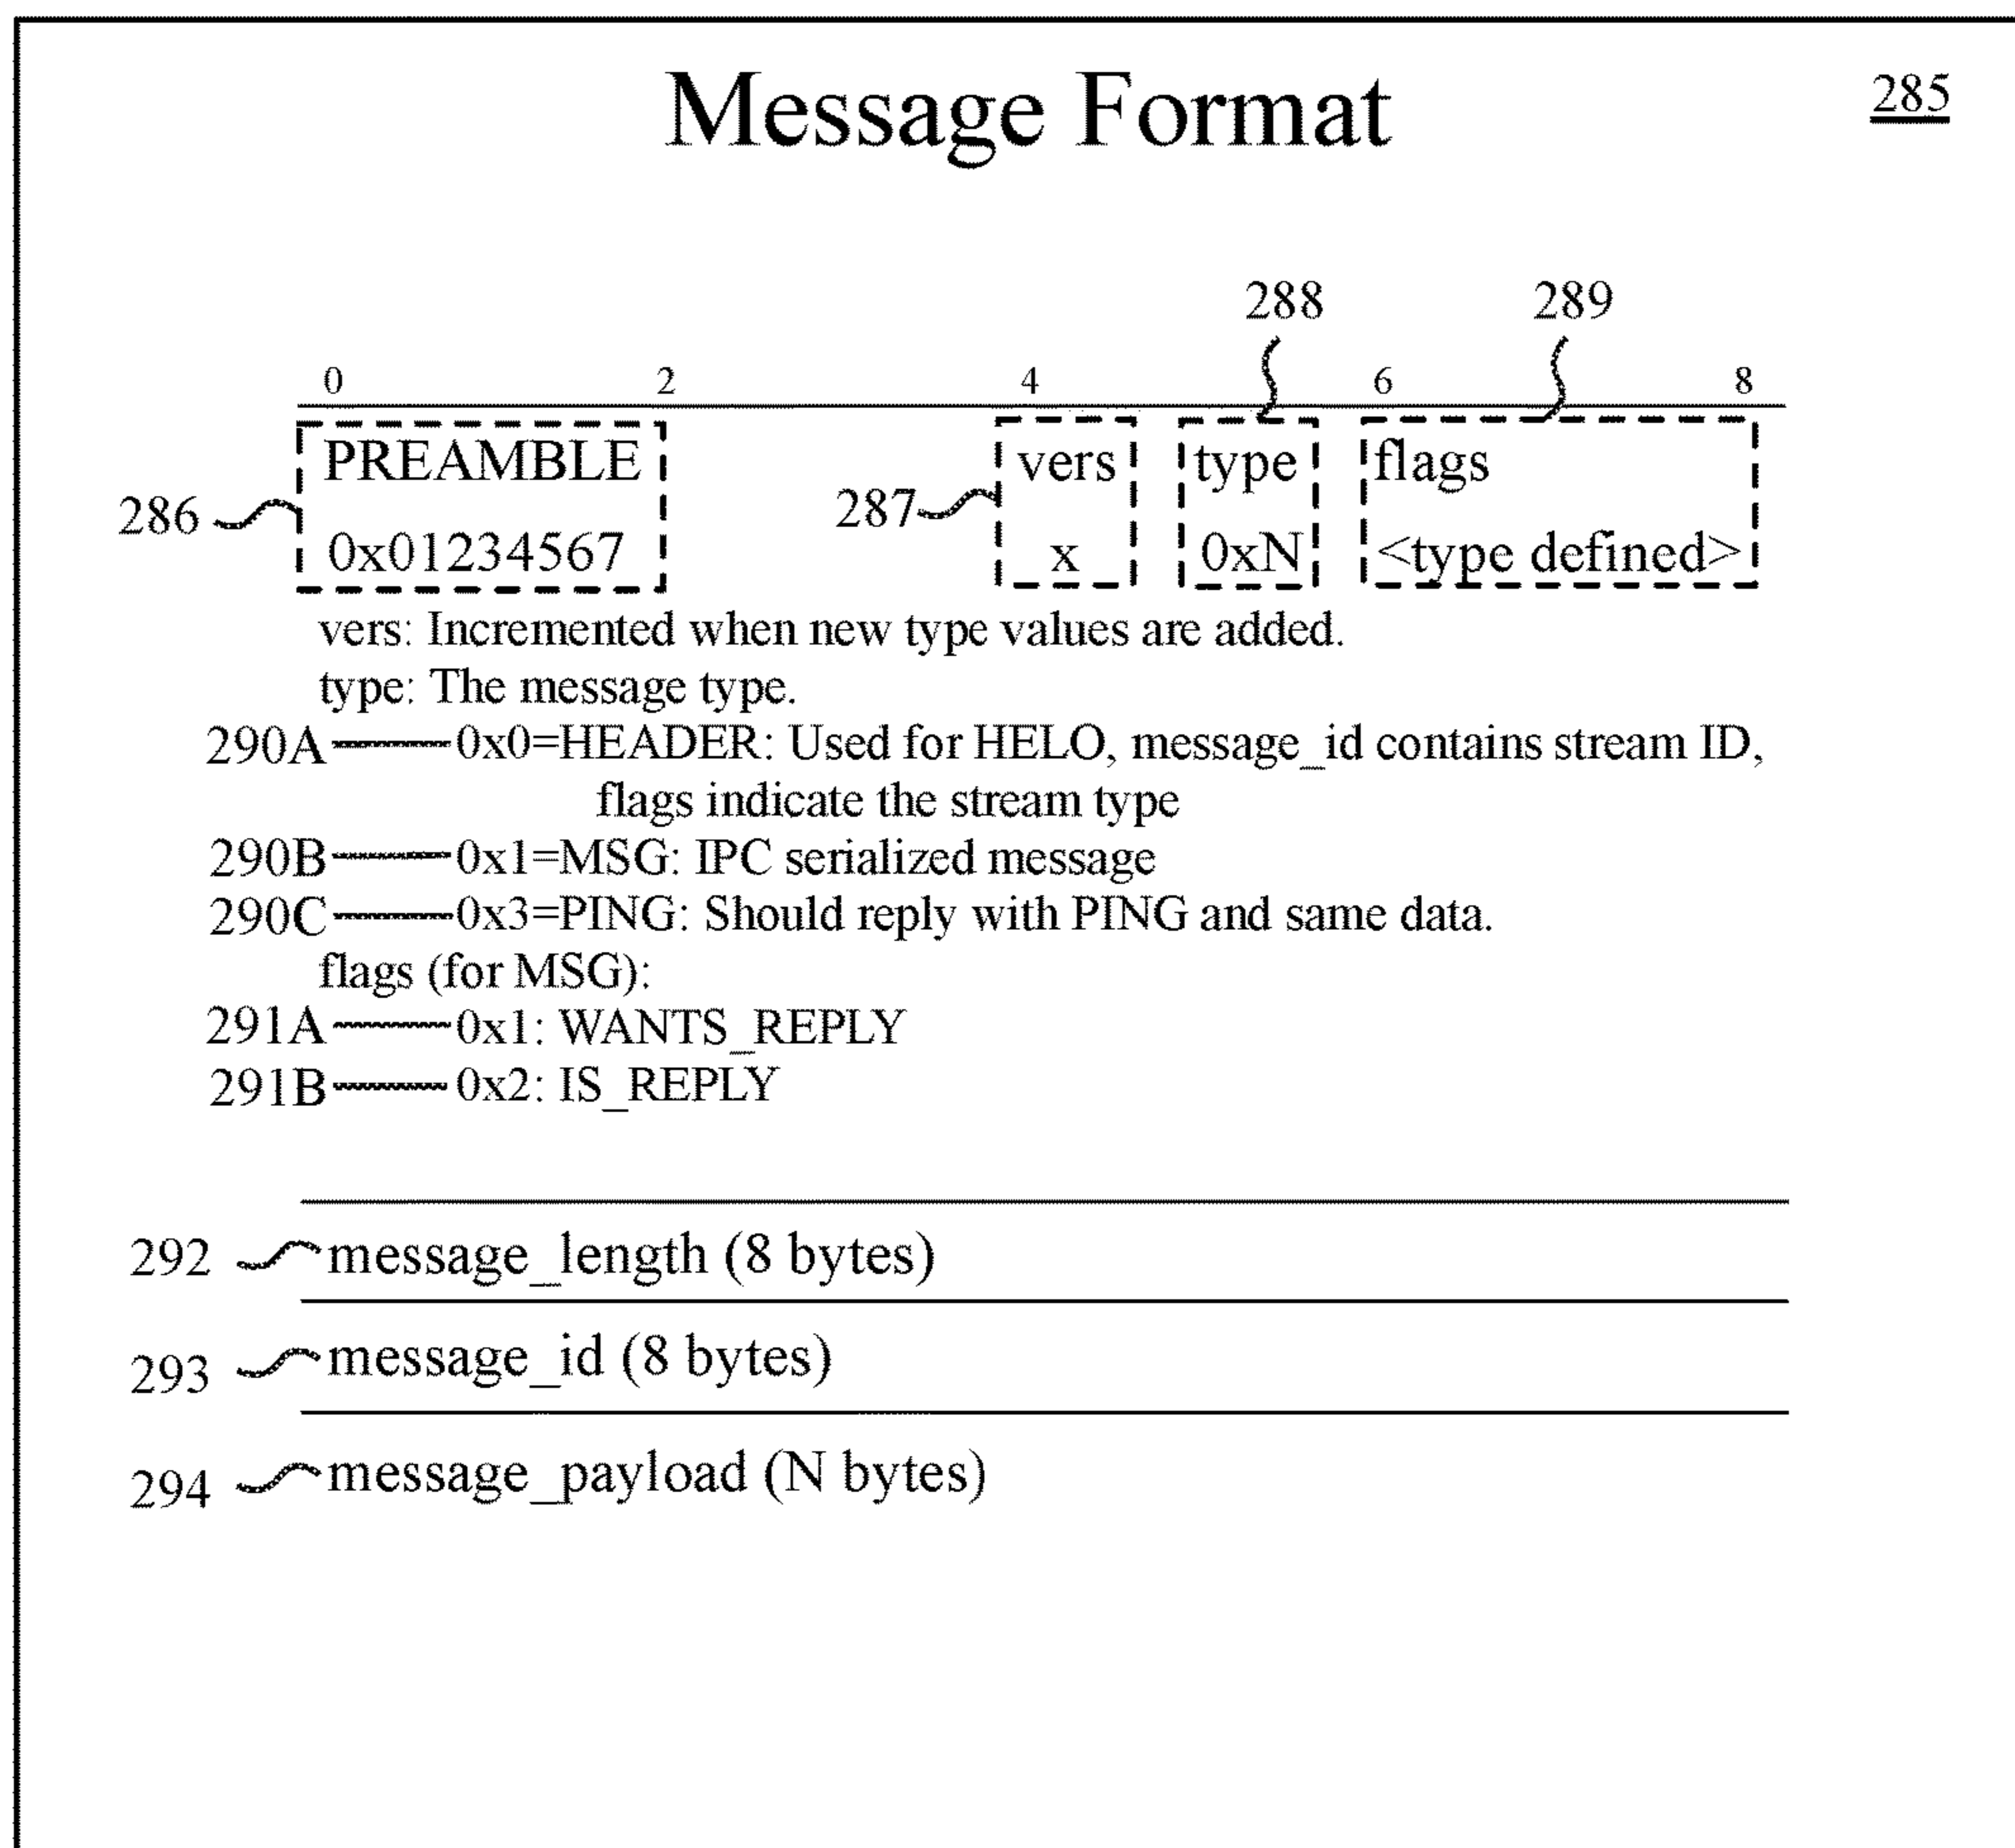 Message Format 285
288 289
0 2 4 6 8
PREAMBLE vers type flags
286 287
0x01234567 x 0xN <type defined>
vers: Incremented when new type values are added.
type: The message type.
290A 0x0=HEADER: Used for HELO, message_id contains stream ID,
flags indicate the stream type
290B 0x1=MSG: IPC serialized message
290C 0x3=PING: Should reply with PING and same data.
flags (for MSG):
291A 0x1: WANTS_REPLY
291B 0x2: IS_REPLY
292 message_length (8 bytes)
293 message_id (8 bytes)
294 message_payload (N bytes)